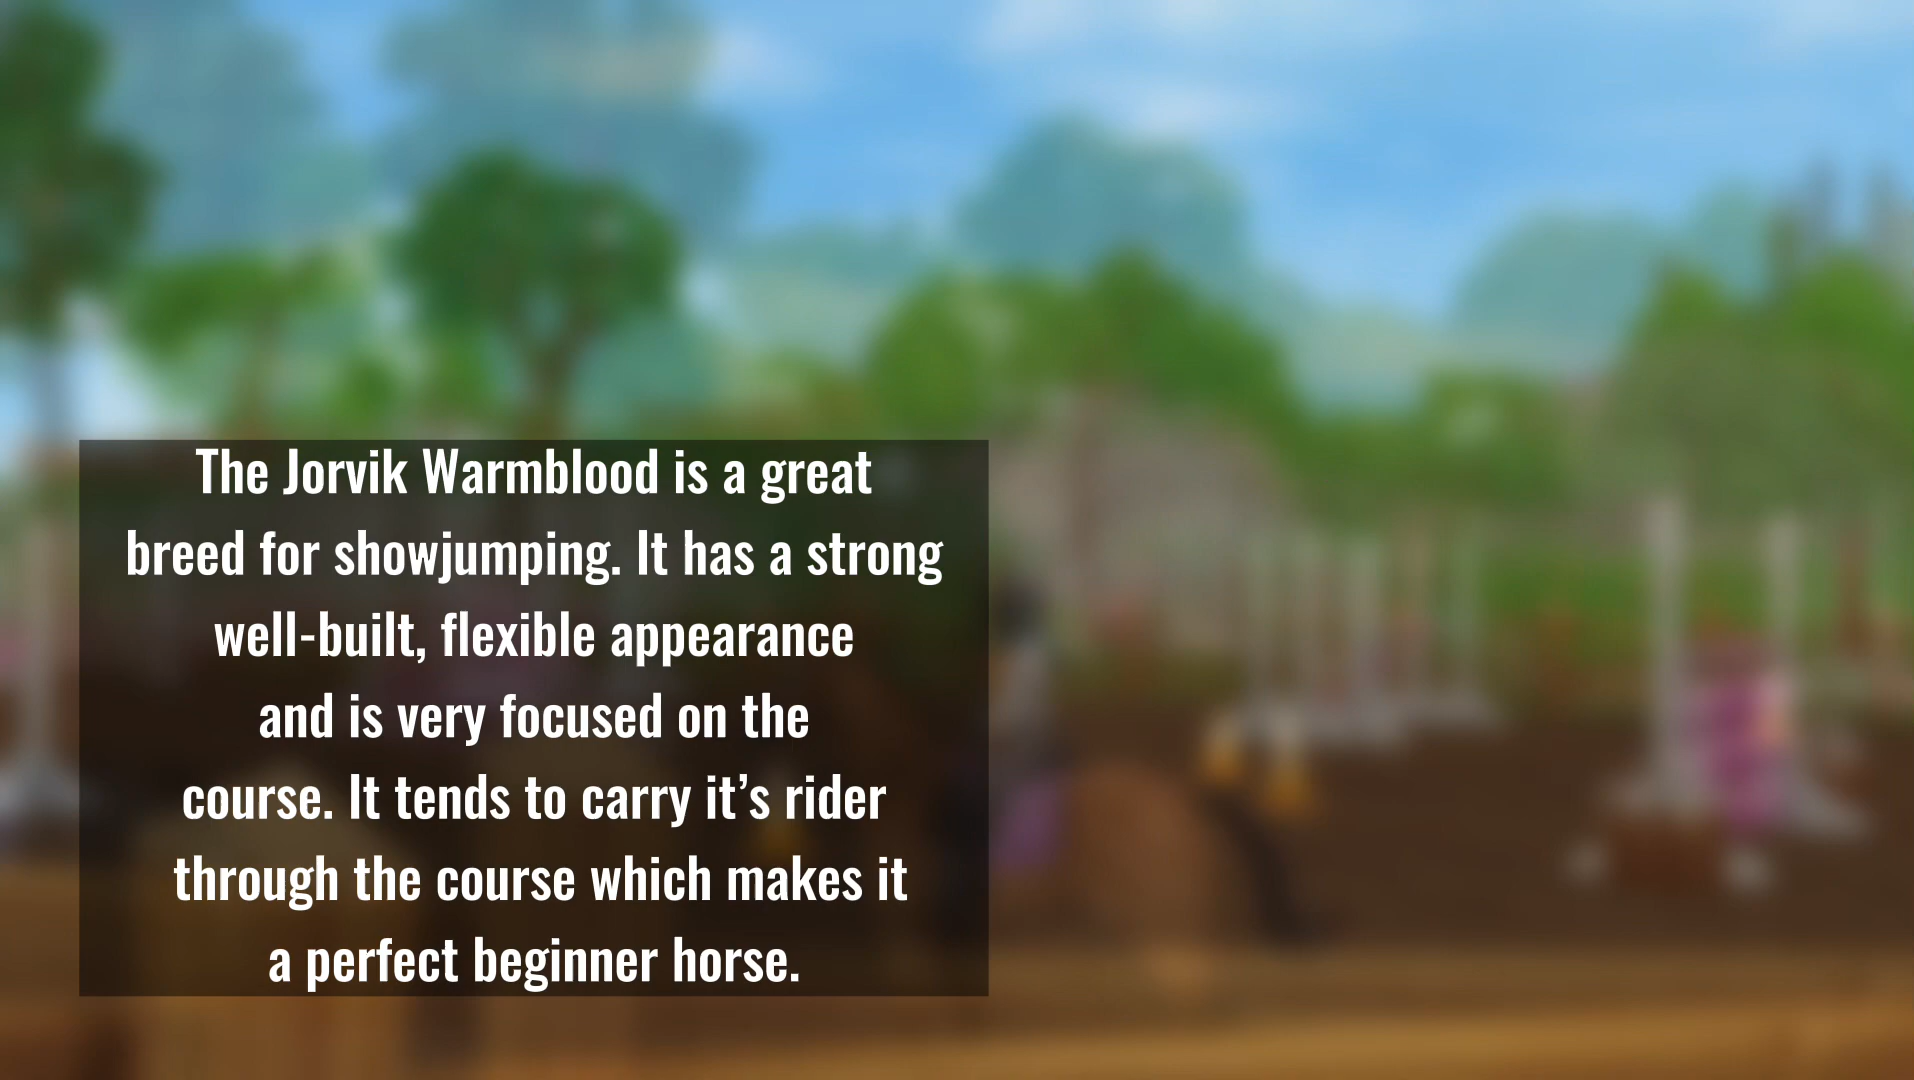 The Jorvik Warmblood is a great
breed for showjumping. It has a strong
well-built, flexible appearance
and is very focused on the
course. It tends to carry it’s rider
through the course which makes it
a perfect beginner horse.